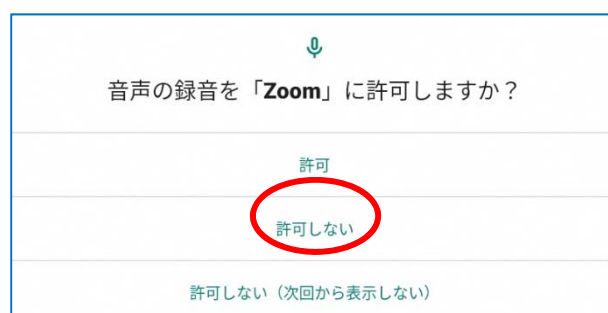 音声の録音を「Zoom」に許可しますか？
許可
許可しない
許可しない（次回から表示しない）